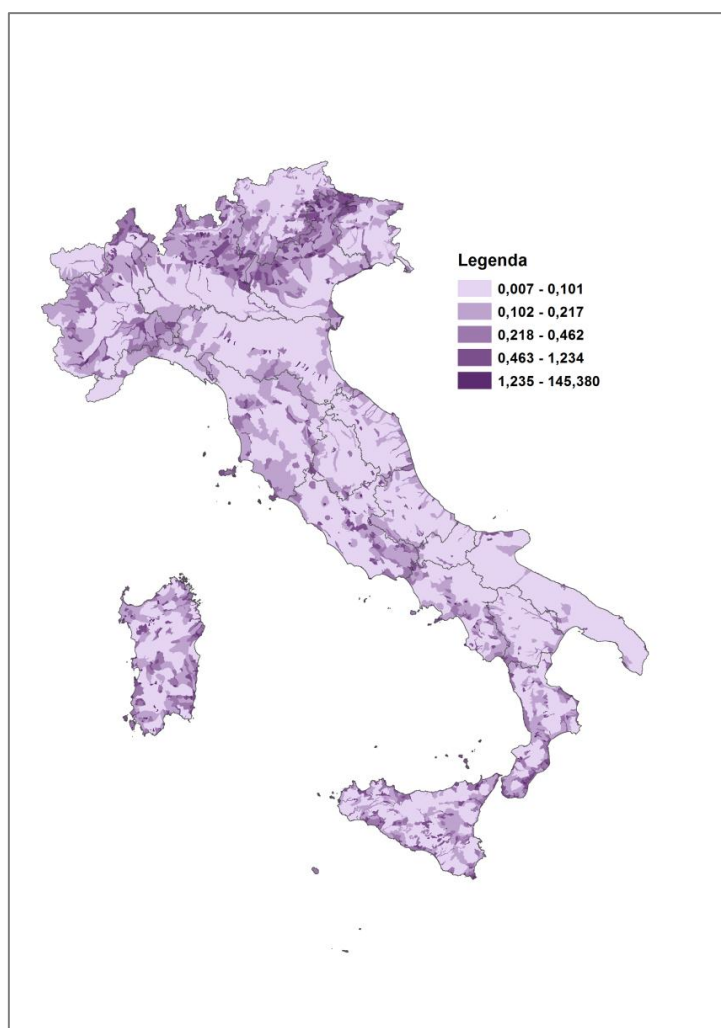 Legenda
0,007 - 0,101
0,102 - 0,217
0,218 - 0,462
0,463 - 1,234
1,235 - 145,380